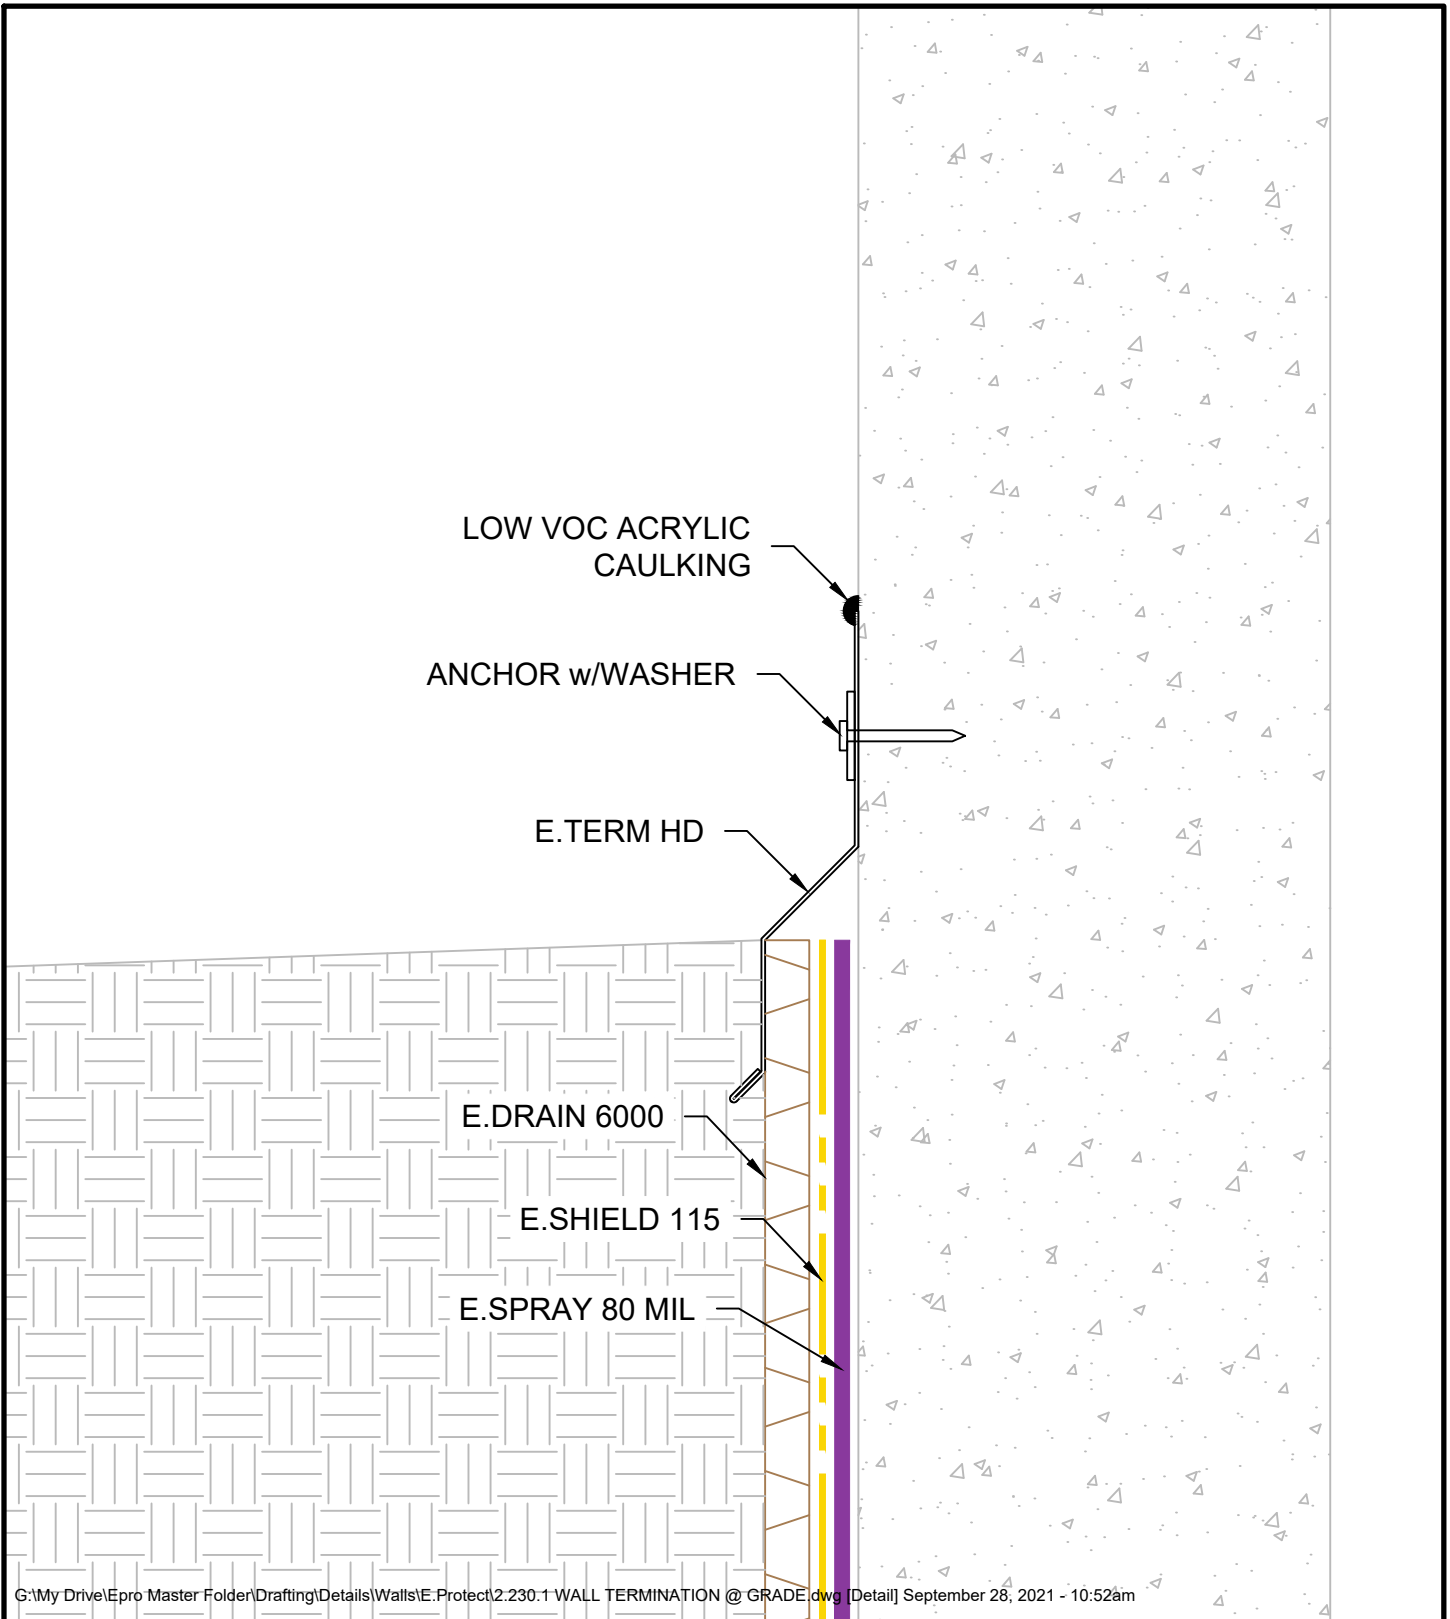 LOW VOC ACRYLIC
CAULKING
ANCHOR w/WASHER
E.TERM HD
E.DRAIN 6000
E.SHIELD 115
E.SPRAY 80 MIL
G:\My Drive\Epro Master Folder\Drafting\Details\Walls\E.Protect\2.230.1 WALL TERMINATION @ GRADE.dwg [Detail] September 28, 2021 - 10:52am